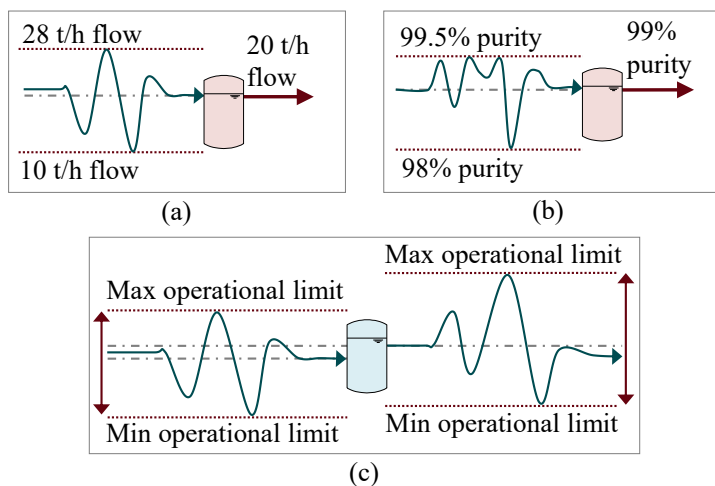 28 t/h flow
20 t/h
flow
10 t/h flow
(a)
99.5% purity
99%
purity
98% purity
(b)
Max operational limit
Max operational limit
Min operational limit
Min operational limit
(c)